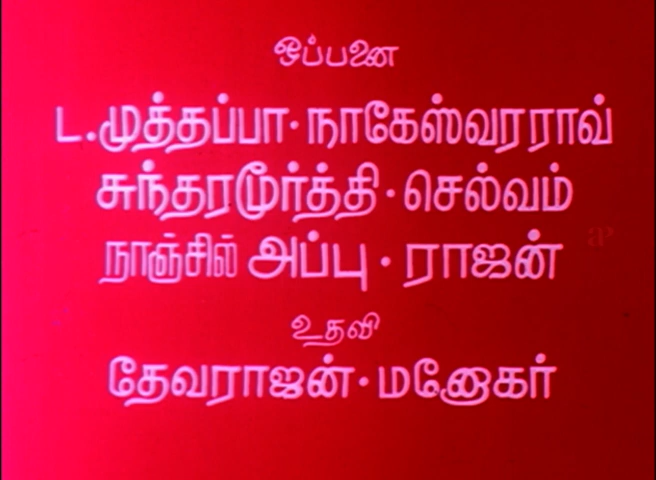 ஒப்பனை
ட.முத்தப்பா·நாகேஸ்வரராவ்
சுந்தரமூர்த்தி·செல்வம்
நாஞ்சில் அப்பு·ராஜன்
உதவி
தேவராஜன்·மனோகர்